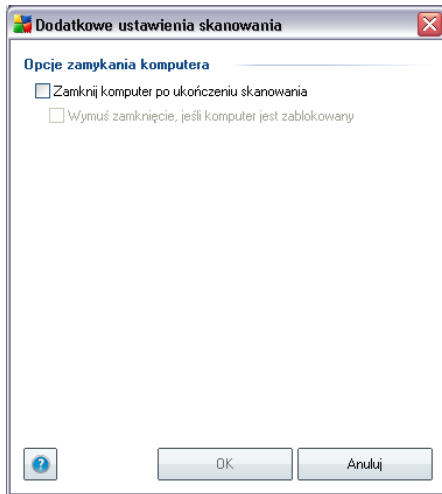 Dodatkowe ustawienia skanowania
Opcje zamykania komputera
Zamknij komputer po ukończeniu skanowania
Wymuś zamknięcie, jeśli komputer jest zablokowany
?
OK
Anuluj